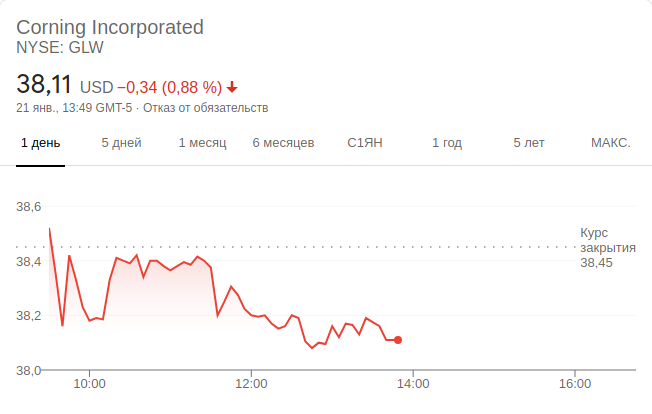 Corning Incorporated
NYSE: GLW
38,11 USD −0,34 (0,88 %)
21 янв., 13:49 GMT-5 · Отказ от обязательств
1 день 5 дней 1 месяц 6 месяцев С1ЯН 1 год 5 лет МАКС.
38,6
Курс
закрытия
38,45
38,4
38,2
38,0
10:00 12:00 14:00 16:00